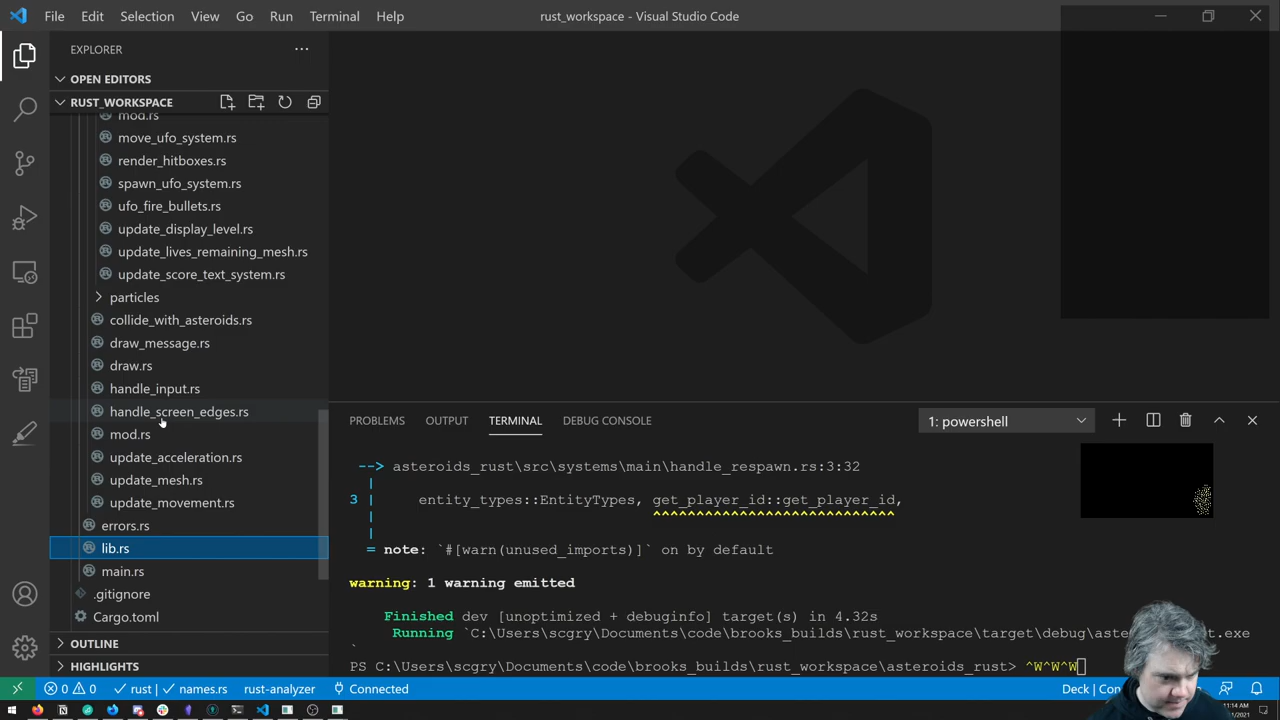 File Edit Selection View Go Run Terminal Help
rust_workspace - Visual Studio Code
EXPLORER
OPEN EDITORS
RUST_WORKSPACE
mod.rs
move_ufo_system.rs
render_hitboxes.rs
spawn_ufo_system.rs
ufo_fire_bullets.rs
update_display_level.rs
update_lives_remaining_mesh.rs
update_score_text_system.rs
particles
collide_with_asteroids.rs
draw_message.rs
draw.rs
handle_input.rs
handle_screen_edges.rs
mod.rs
update_acceleration.rs
update_mesh.rs
update_movement.rs
errors.rs
lib.rs
main.rs
.gitignore
Cargo.toml
OUTLINE
HIGHLIGHTS
PROBLEMS OUTPUT TERMINAL DEBUG CONSOLE
1: powershell
--> asteroids_rust\src\systems\main\handle_respawn.rs:3:32
|
3 | entity_types::EntityTypes, get_player_id::get_player_id,
| ^^^^^^^^^^^^^^^^^^^^^^^^^^^^
|
= note: `#[warn(unused_imports)]` on by default
warning: 1 warning emitted
Finished dev [unoptimized + debuginfo] target(s) in 4.32s
Running `C:\Users\scgry\Documents\code\brooks_builds\rust_workspace\target\debug\aste
t.exe
`
PS C:\Users\scgry\Documents\code\brooks_builds\rust_workspace\asteroids_rust> ^W^W^W
0 0 rust names.rs rust-analyzer Connected
Deck
11:14 AM